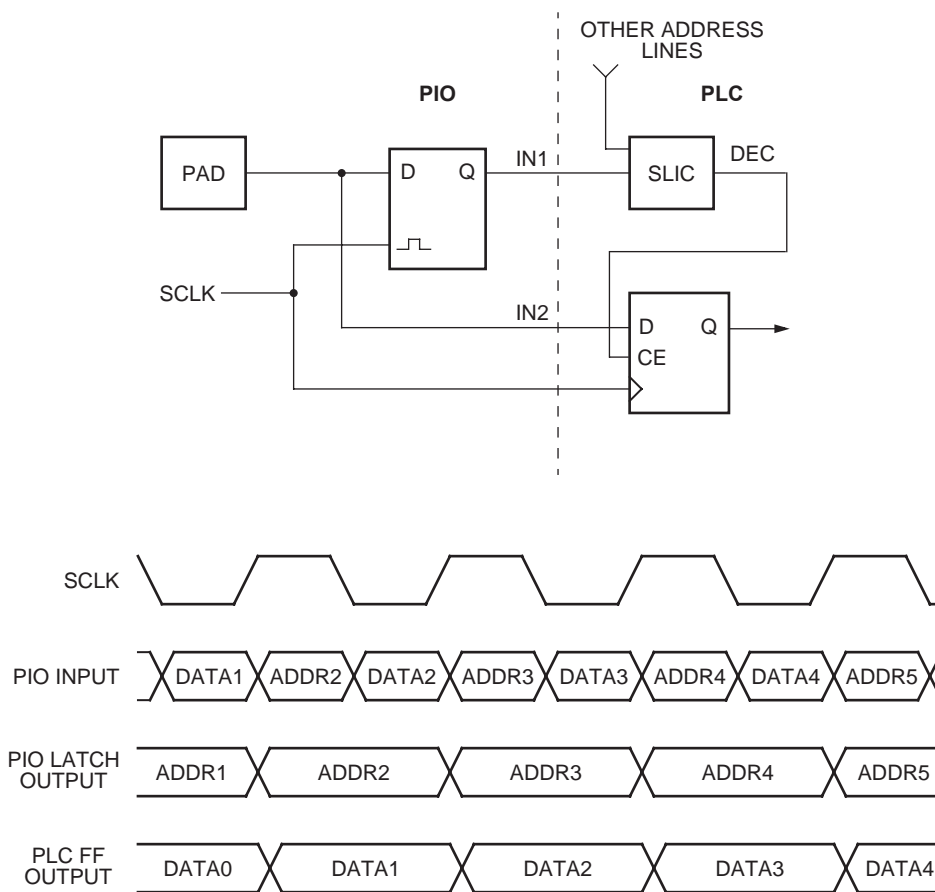 OTHER ADDRESS
LINES
PIO
PLC
PAD
D
Q
IN1
SLIC
DEC
SCLK
IN2
D
Q
CE
SCLK
PIO INPUT
DATA1
ADDR2
DATA2
ADDR3
DATA3
ADDR4
DATA4
ADDR5
PIO LATCH
OUTPUT
ADDR1
ADDR2
ADDR3
ADDR4
ADDR5
PLC FF
OUTPUT
DATA0
DATA1
DATA2
DATA3
DATA4